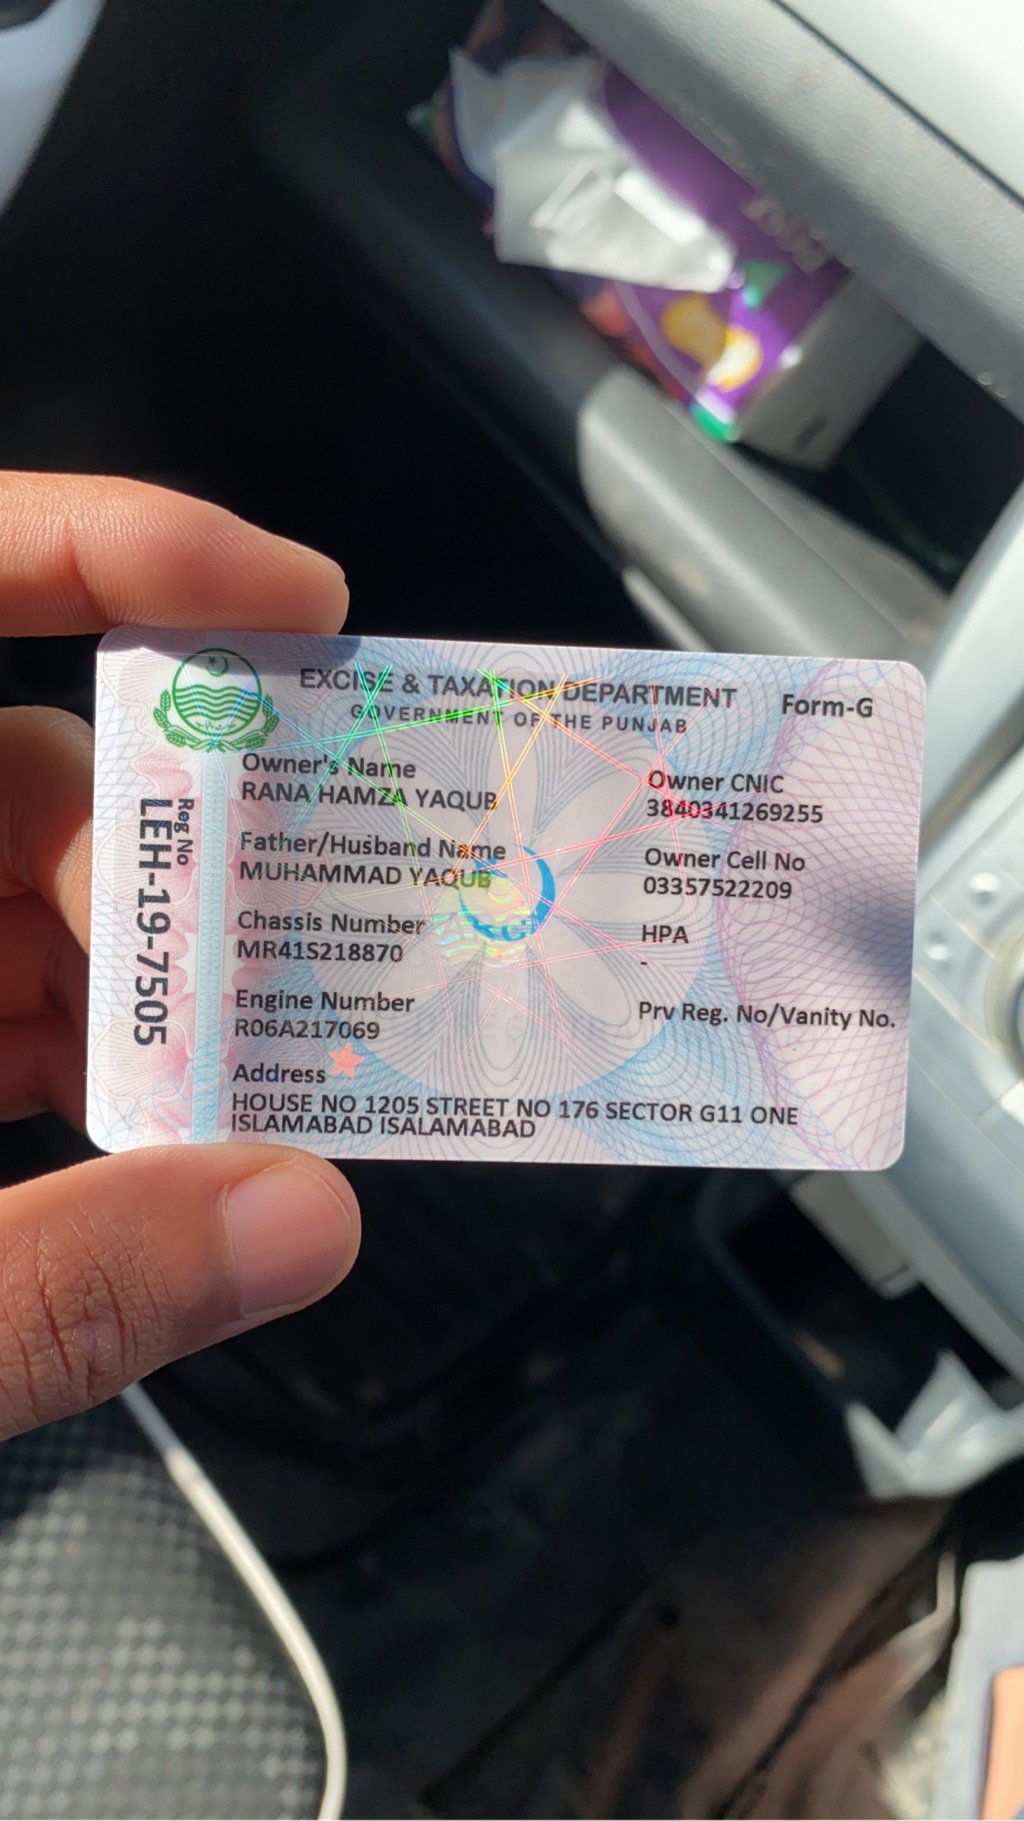 EXCISE & TAXATION DEPARTMENT
GOVERNMENT OF THE PUNJAB
Form-G
Reg No
LEH-19-7505
Owner's Name
RANA HAMZA YAQUB
Owner CNIC
3840341269255
Father/Husband Name
MUHAMMAD YAQUB
Owner Cell No
03357522209
Chassis Number
MR41S218870
HPA
-
Engine Number
R06A217069
Prv Reg. No/Vanity No.
Address
HOUSE NO 1205 STREET NO 176 SECTOR G11 ONE
ISLAMABAD ISALAMABAD